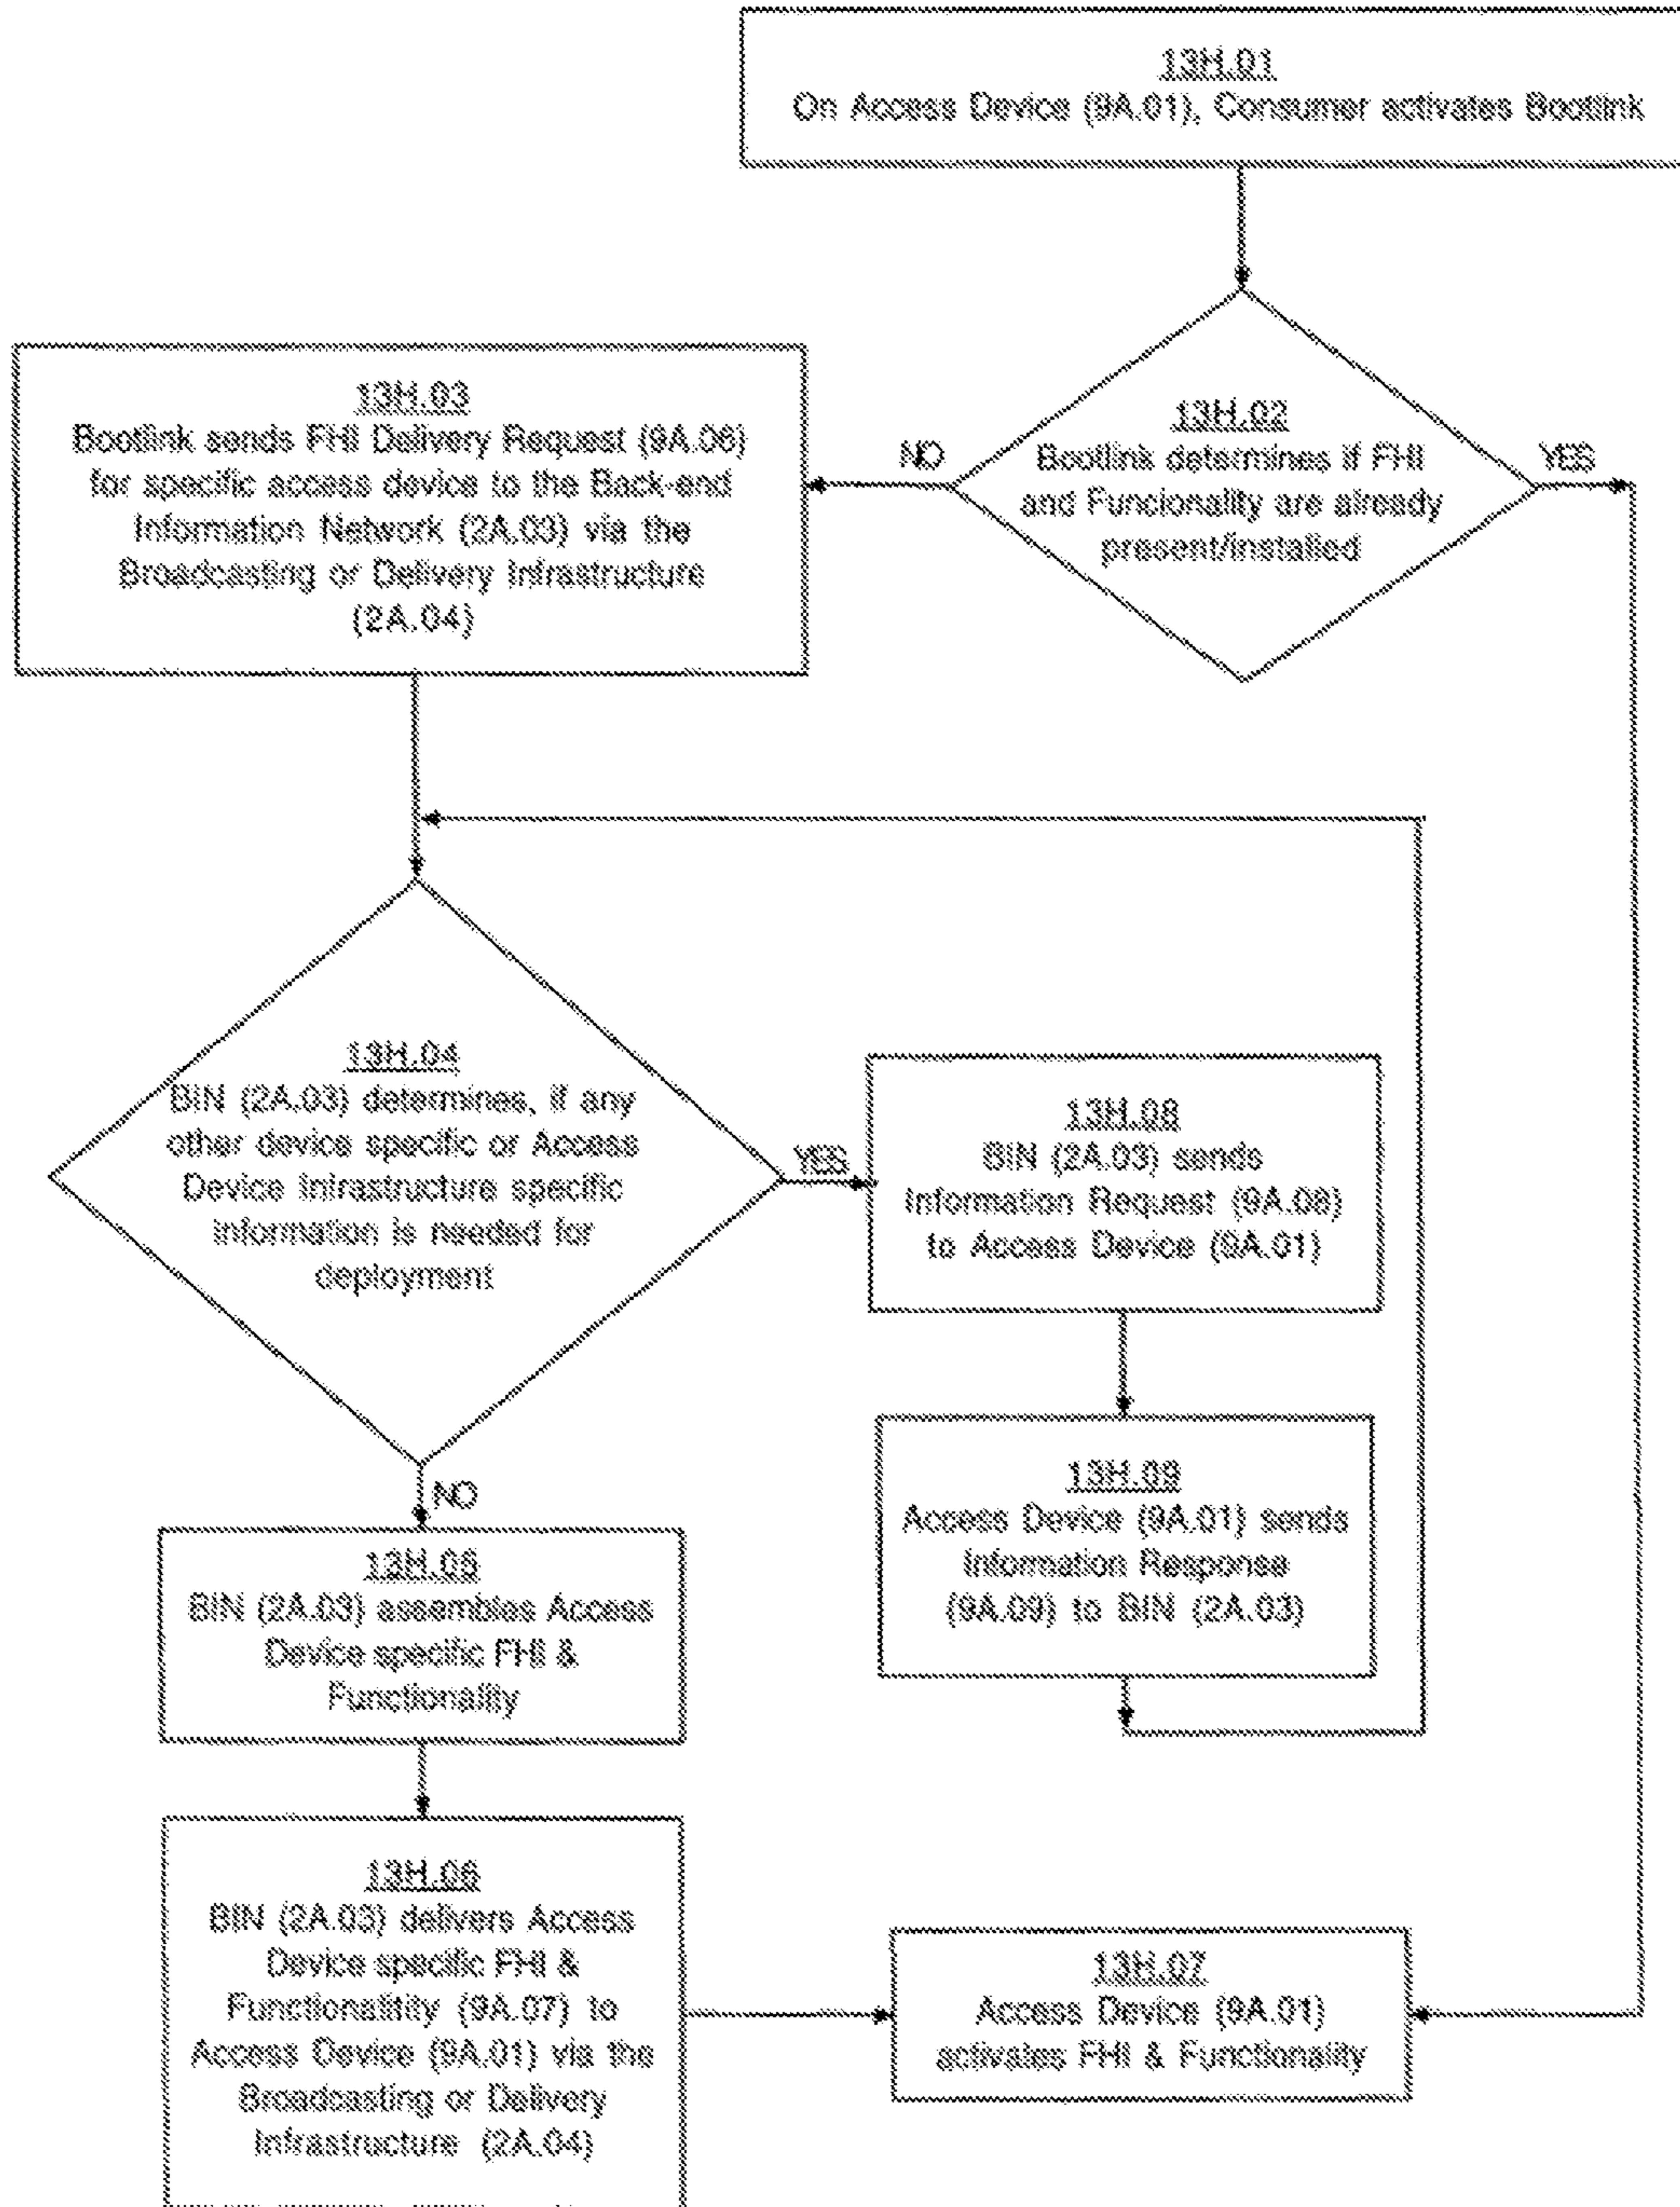 13H.01
On Access Device (9A.01), Consumer activates Bootlink
13H.02
Bootlink determines if FHI
and Funcionality are already
present/installed
NO
YES
13H.03
Bootlink sends FHI Delivery Request (9A.06)
for specific access device to the Back-end
Information Network (2A.03) via the
Broadcasting or Delivery Infrastructure
(2A.04)
13H.04
BIN (2A.03) determines, if any
other device specific or Access
Device Infrastructure specific
information is needed for
deployment
YES
NO
13H.08
BIN (2A.03) sends
Information Request (9A.08)
to Access Device (9A.01)
13H.09
Access Device (9A.01) sends
Information Response
(9A.09) to BIN (2A.03)
13H.05
BIN (2A.03) assembles Access
Device specific FHI &
Functionality
13H.06
BIN (2A.03) delivers Access
Device specific FHI &
Functionalitity (9A.07) to
Access Device (9A.01) via the
Broadcasting or Delivery
Infrastructure (2A.04)
13H.07
Access Device (9A.01)
activates FHI & Functionality